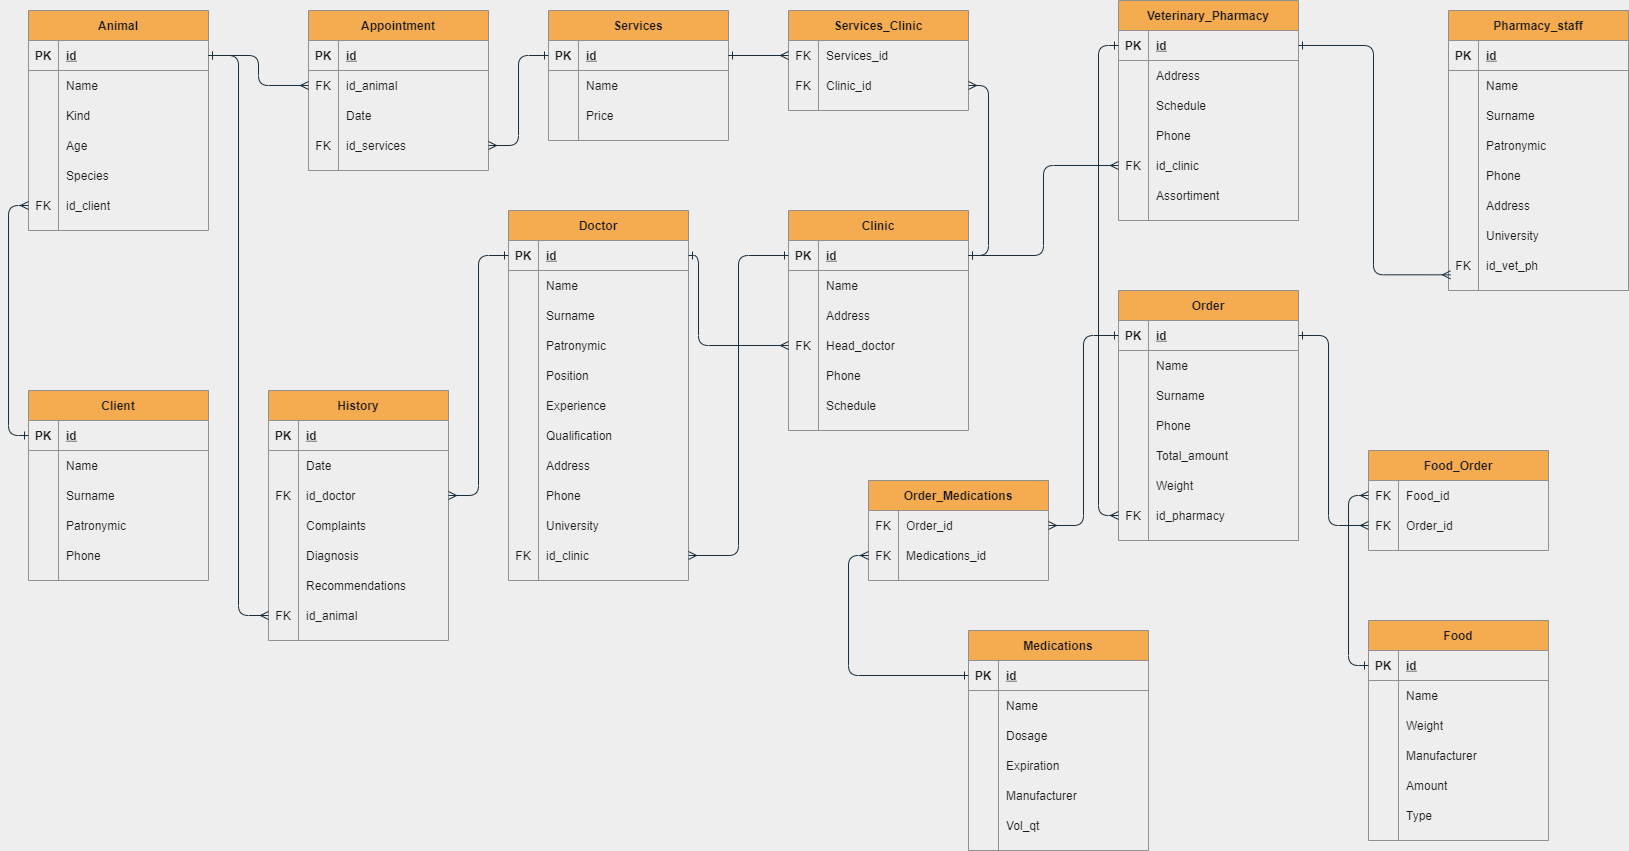 Animal
PK id
Name
Kind
Age
Species
FK id_client
Appointment
PK id
FK id_animal
Date
FK id_services
Services
PK id
Name
Price
Services_Clinic
FK Services_id
FK Clinic_id
Veterinary_Pharmacy
PK id
Address
Schedule
Phone
FK id_clinic
Assortiment
Pharmacy_staff
PK id
Name
Surname
Patronymic
Phone
Address
University
FK id_vet_ph
Client
PK id
Name
Surname
Patronymic
Phone
History
PK id
Date
FK id_doctor
Complaints
Diagnosis
Recommendations
FK id_animal
Doctor
PK id
Name
Surname
Patronymic
Position
Experience
Qualification
Address
Phone
University
FK id_clinic
Clinic
PK id
Name
Address
FK Head_doctor
Phone
Schedule
Order
PK id
Name
Surname
Phone
Total_amount
Weight
FK id_pharmacy
Order_Medications
FK Order_id
FK Medications_id
Food_Order
FK Food_id
FK Order_id
Medications
PK id
Name
Dosage
Expiration
Manufacturer
Vol_qt
Food
PK id
Name
Weight
Manufacturer
Amount
Type